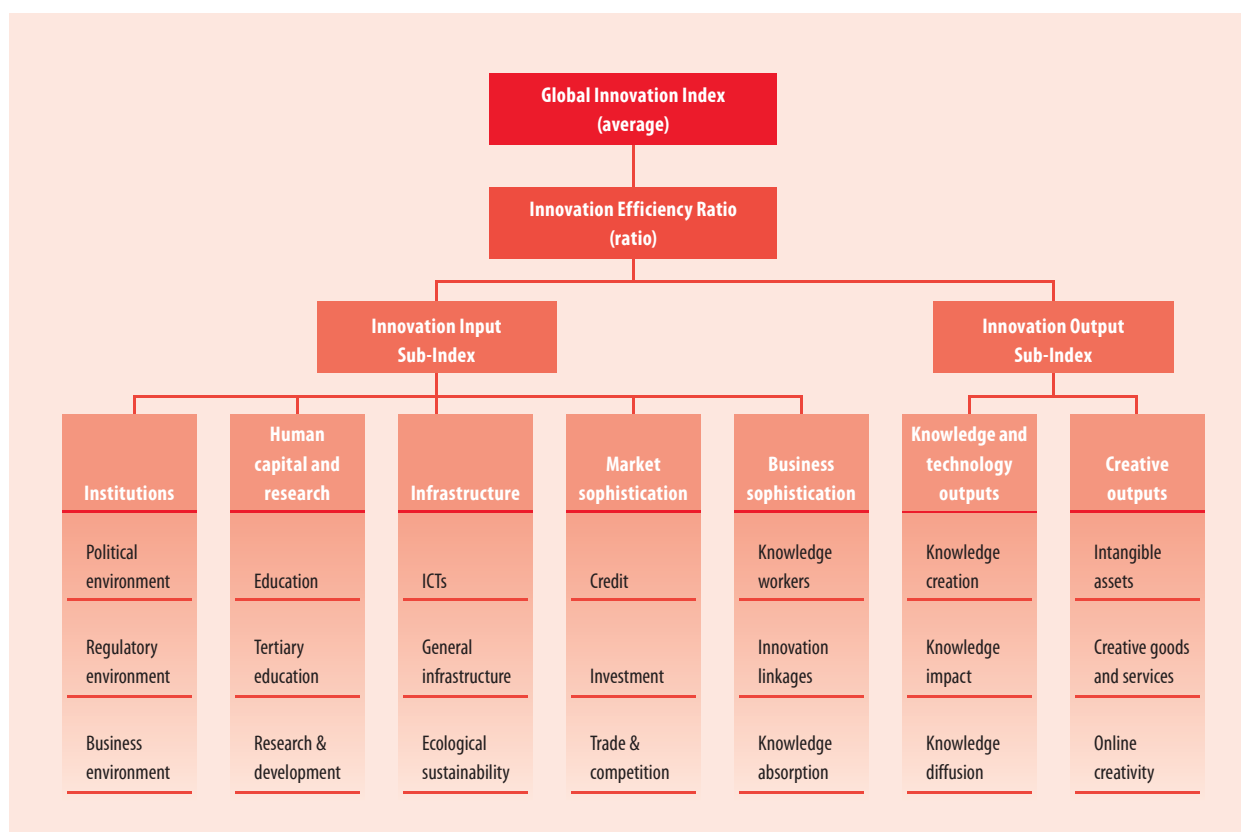 Global Innovation Index
(average)
Innovation Efficiency Ratio
(ratio)
Innovation Input
Sub-Index
Innovation Output
Sub-Index
Institutions
Human
capital and
research
Infrastructure
Market
sophistication
Business
sophistication
Knowledge and
technology
outputs
Creative
outputs
Political
environment
Education
ICTs
Credit
Knowledge
workers
Knowledge
creation
Intangible
assets
Regulatory
environment
Tertiary
education
General
infrastructure
Investment
Innovation
linkages
Knowledge
impact
Creative goods
and services
Business
environment
Research &
development
Ecological
sustainability
Trade &
competition
Knowledge
absorption
Knowledge
diffusion
Online
creativity